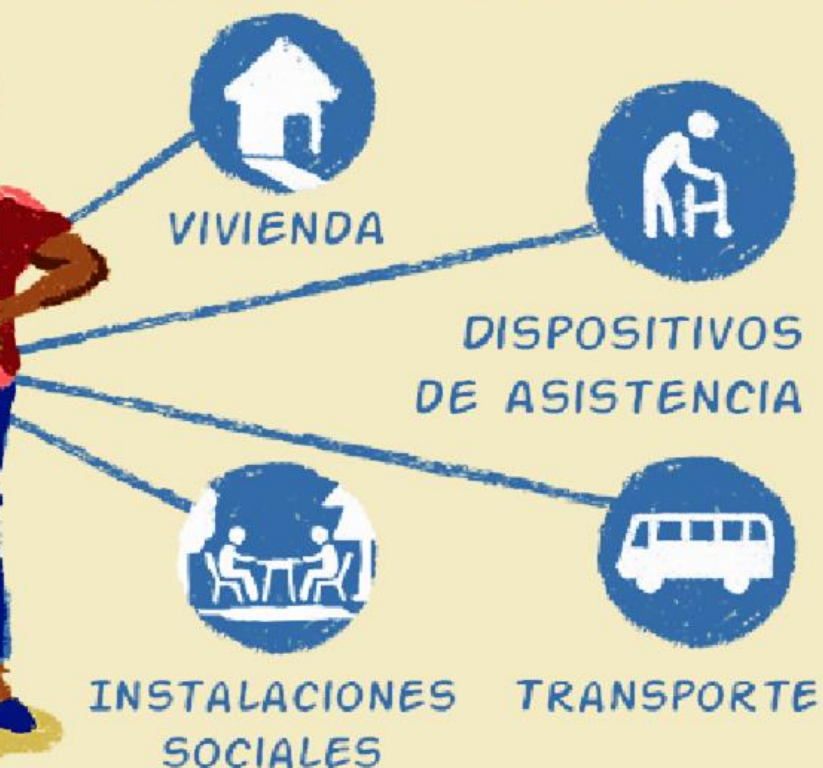 VIVIENDA
DISPOSITIVOS
DE ASISTENCIA
INSTALACIONES
SOCIALES
TRANSPORTE